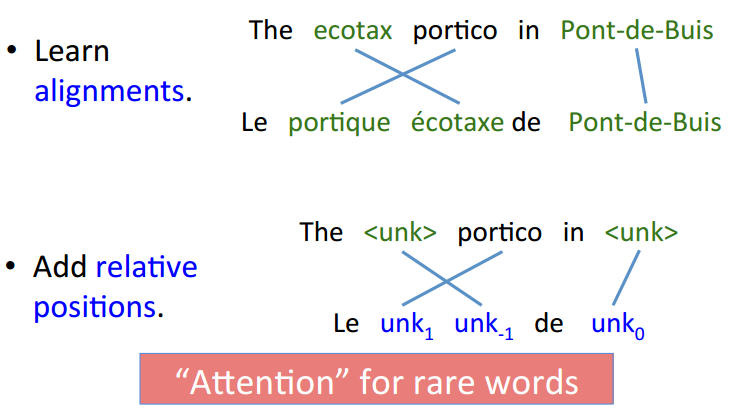 • Learn alignments.
The ecotax portico in Pont-de-Buis
Le portique écotaxe de Pont-de-Buis
• Add relative positions.
The <unk> portico in <unk>
Le unk₁ unk₋₁ de unk₀
“Attention” for rare words